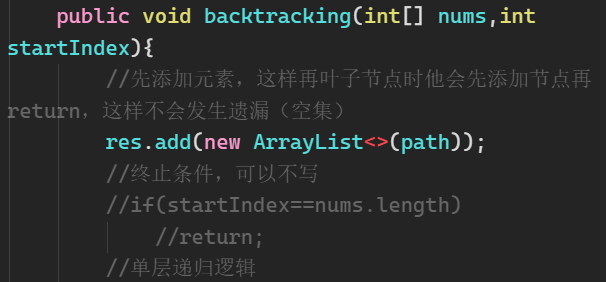 public void backtracking(int[] nums,int
startIndex){
//先添加元素，这样再叶子节点时他会先添加节点再
return，这样不会发生遗漏（空集）
res.add(new ArrayList<>(path));
//终止条件，可以不写
//if(startIndex==nums.length)
//return;
//单层递归逻辑